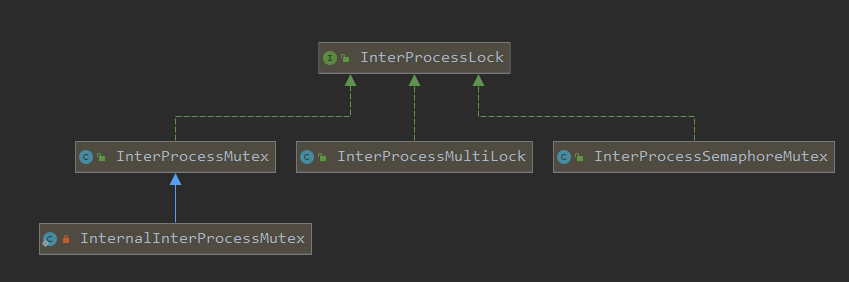 I InterProcessLock
C InterProcessMutex
C InterProcessMultiLock
C InterProcessSemaphoreMutex
C InternalInterProcessMutex